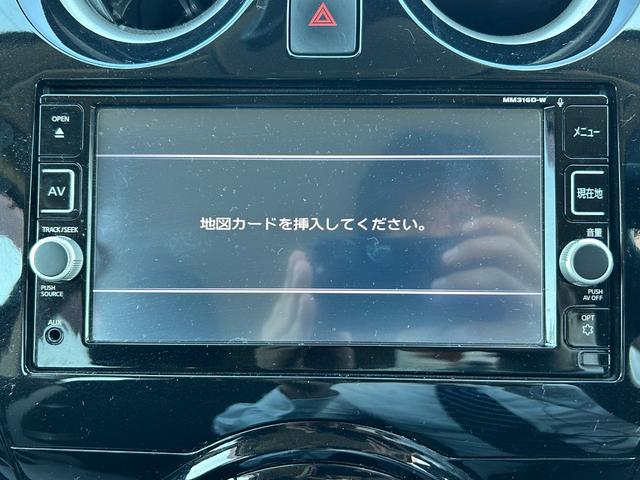 MM316D-W
OPEN
メニュー
AV
現在地
地図カードを挿入してください。
TRACK/SEEK
音量
PUSH
SOURCE
PUSH
AV OFF
AUX
OPT